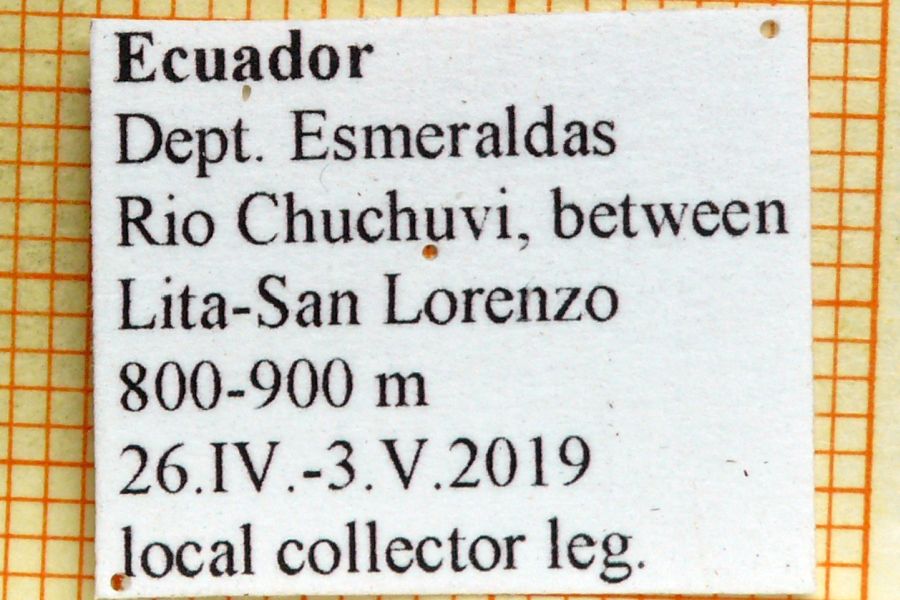 Ecuador
Dept. Esmeraldas
Rio Chuchuvi, between
Lita-San Lorenzo
800-900 m
26.IV.-3.V.2019
local collector leg.